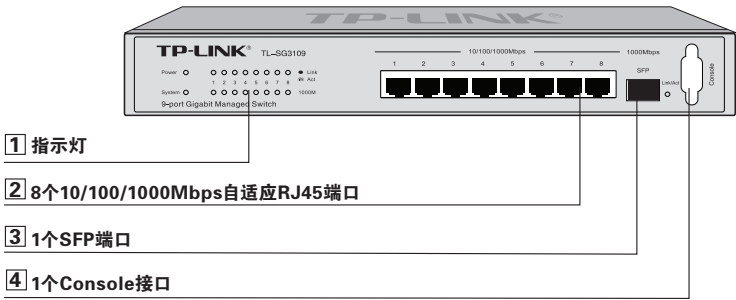 TP-LINK®
TP-LINK® TL-SG3109
10/100/1000Mbps
1000Mbps
1 2 3 4 5 6 7 8
SFP
Console
Power
Link
Act
1 2 3 4 5 6 7 8
Link/Act
System
1000M
9-port Gigabit Managed Switch
1 指示灯
2 8个10/100/1000Mbps自适应RJ45端口
3 1个SFP端口
4 1个Console接口